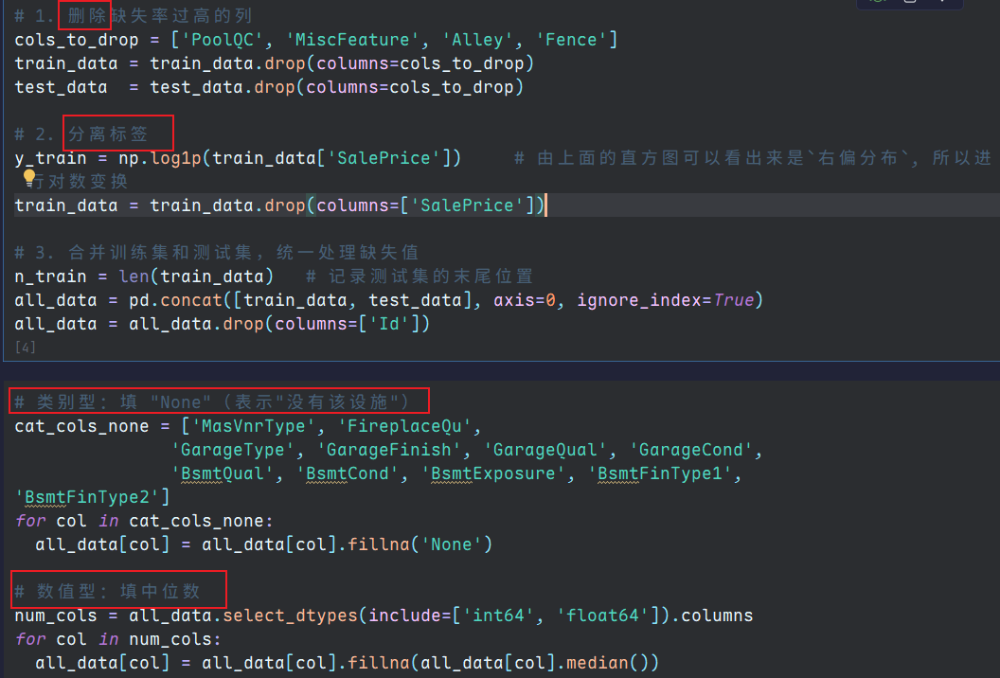 # 1. 删除缺失率过高的列
cols_to_drop = ['PoolQC', 'MiscFeature', 'Alley', 'Fence']
train_data = train_data.drop(columns=cols_to_drop)
test_data  = test_data.drop(columns=cols_to_drop)
# 2. 分离标签
y_train = np.log1p(train_data['SalePrice'])     # 由上面的直方图可以看出来是`右偏分布`, 所以进
行对数变换
train_data = train_data.drop(columns=['SalePrice'])
# 3. 合并训练集和测试集, 统一处理缺失值
n_train = len(train_data)   # 记录测试集的末尾位置
all_data = pd.concat([train_data, test_data], axis=0, ignore_index=True)
all_data = all_data.drop(columns=['Id'])
[4]
# 类别型: 填 "None" (表示"没有该设施")
cat_cols_none = ['MasVnrType', 'FireplaceQu',
'GarageType', 'GarageFinish', 'GarageQual', 'GarageCond',
'BsmtQual', 'BsmtCond', 'BsmtExposure', 'BsmtFinType1',
'BsmtFinType2']
for col in cat_cols_none:
  all_data[col] = all_data[col].fillna('None')
# 数值型: 填中位数
num_cols = all_data.select_dtypes(include=['int64', 'float64']).columns
for col in num_cols:
  all_data[col] = all_data[col].fillna(all_data[col].median())